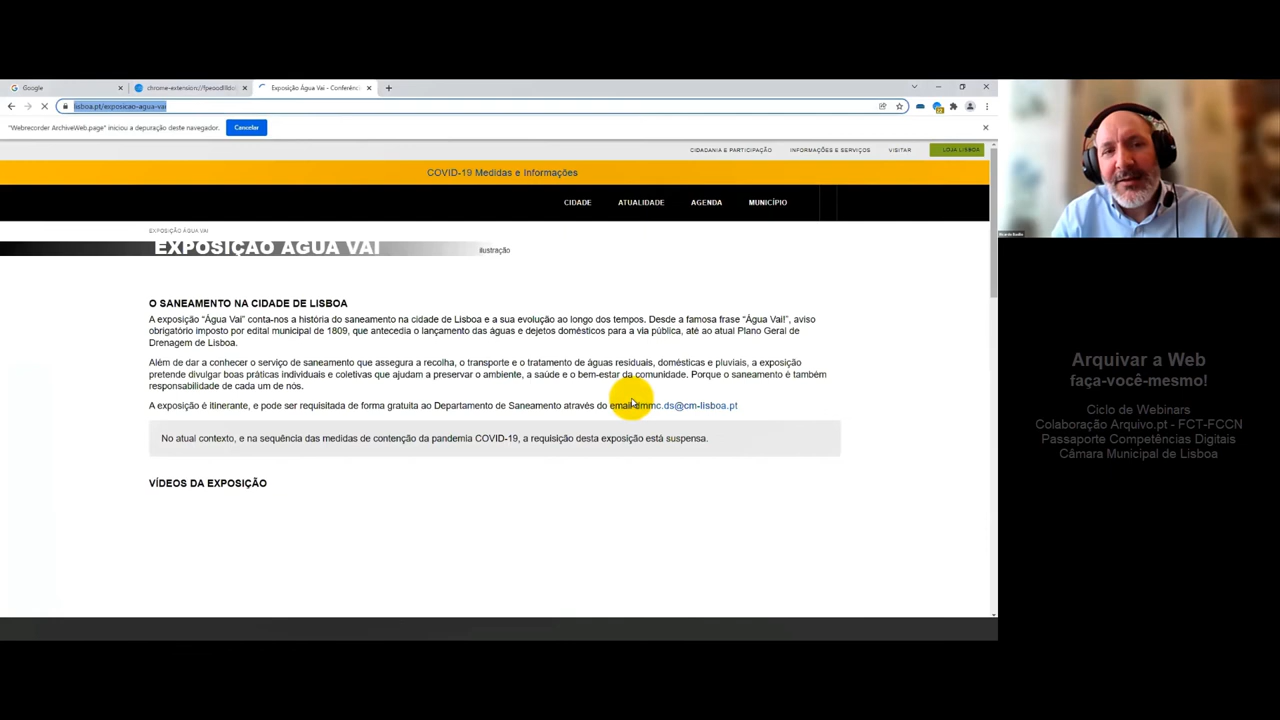 Google
chrome-extension://fpeoodllldo
Exposição Água Vai - Conferênci
lisboa.pt/exposicao-agua-vai
"Webrecorder ArchiveWeb.page" iniciou a depuração deste navegador.
Cancelar
CIDADANIA E PARTICIPAÇÃO
INFORMAÇÕES E SERVIÇOS
VISITAR
LOJA LISBOA
COVID-19 Medidas e Informações
CIDADE
ATUALIDADE
AGENDA
MUNICÍPIO
EXPOSIÇÃO ÁGUA VAI
EXPOSIÇÃO ÁGUA VAI
ilustração
O SANEAMENTO NA CIDADE DE LISBOA
A exposição “Água Vai” conta-nos a história do saneamento na cidade de Lisboa e a sua evolução ao longo dos tempos. Desde a famosa frase “Água Vai!”, aviso
obrigatório imposto por edital municipal de 1809, que antecedia o lançamento das águas e dejetos domésticos para a via pública, até ao atual Plano Geral de
Drenagem de Lisboa.
Além de dar a conhecer o serviço de saneamento que assegura a recolha, o transporte e o tratamento de águas residuais, domésticas e pluviais, a exposição
pretende divulgar boas práticas individuais e coletivas que ajudam a preservar o ambiente, a saúde e o bem-estar da comunidade. Porque o saneamento é também
responsabilidade de cada um de nós.
A exposição é itinerante, e pode ser requisitada de forma gratuita ao Departamento de Saneamento através do email dmmc.ds@cm-lisboa.pt
No atual contexto, e na sequência das medidas de contenção da pandemia COVID-19, a requisição desta exposição está suspensa.
VÍDEOS DA EXPOSIÇÃO
Arquivar a Web
faça-você-mesmo!
Ciclo de Webinars
Colaboração Arquivo.pt - FCT-FCCN
Passaporte Competências Digitais
Câmara Municipal de Lisboa